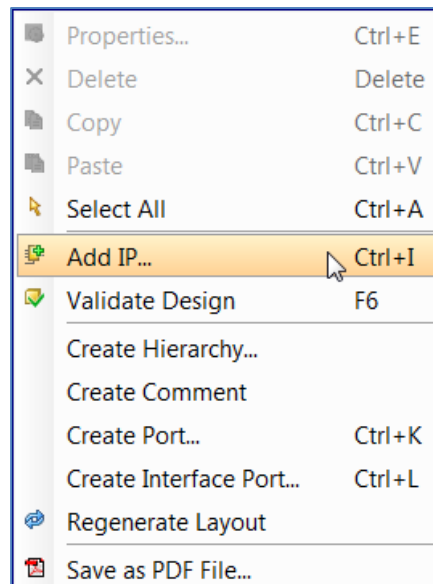 Properties... Ctrl+E
Delete Delete
Copy Ctrl+C
Paste Ctrl+V
Select All Ctrl+A
Add IP... Ctrl+I
Validate Design F6
Create Hierarchy...
Create Comment
Create Port... Ctrl+K
Create Interface Port... Ctrl+L
Regenerate Layout
Save as PDF File...